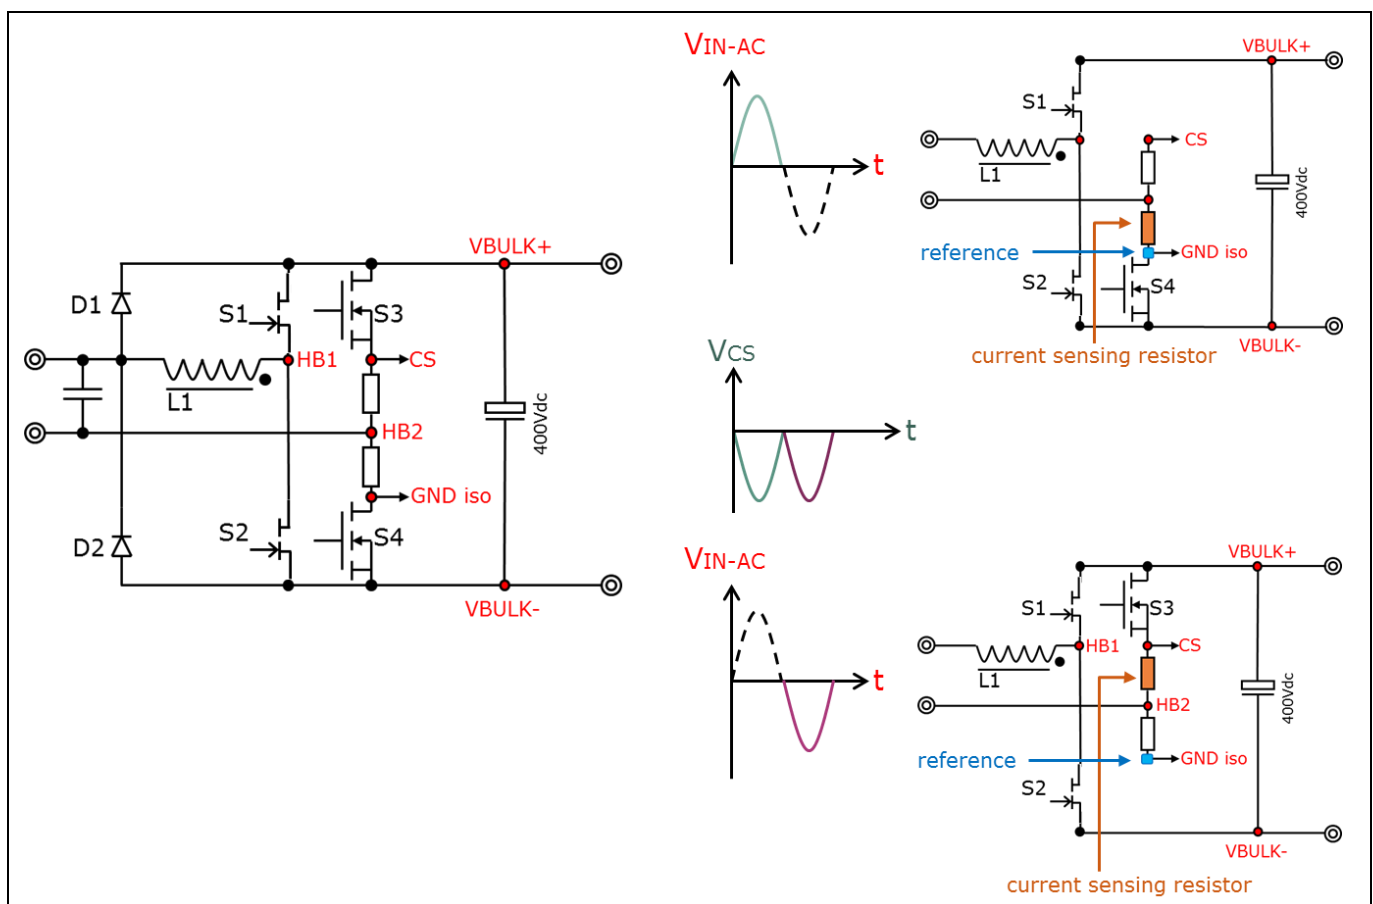 VBULK+
D1
S1
S3
HB1
CS
L1
HB2
400Vdc
GND iso
S2
S4
D2
VBULK-
VIN-AC
t
VCS
t
VIN-AC
t
VBULK+
S1
CS
L1
400Vdc
reference
GND iso
S2
S4
VBULK-
current sensing resistor
VBULK+
S1
S3
HB1
CS
L1
HB2
400Vdc
reference
GND iso
S2
VBULK-
current sensing resistor